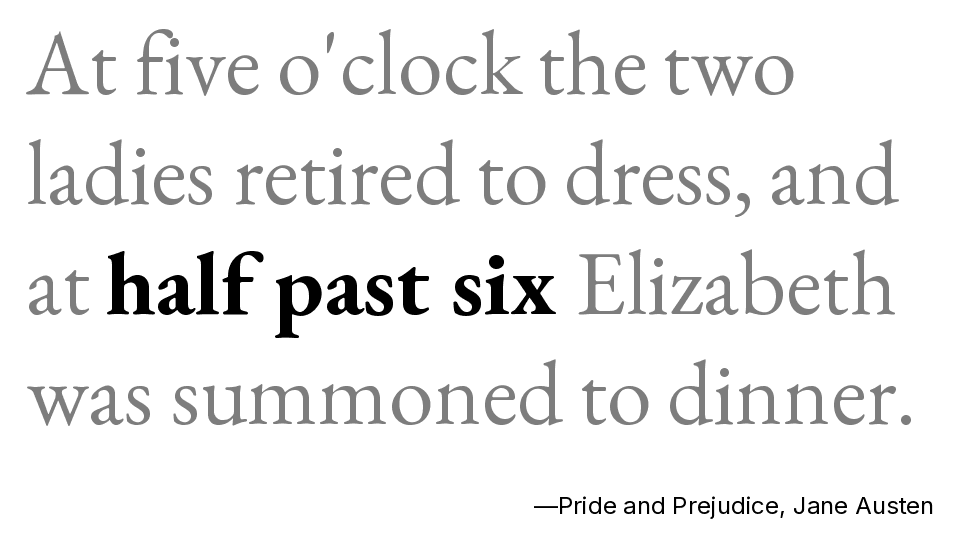 At five o'clock the two
ladies retired to dress, and
at half past six Elizabeth
was summoned to dinner.
—Pride and Prejudice, Jane Austen